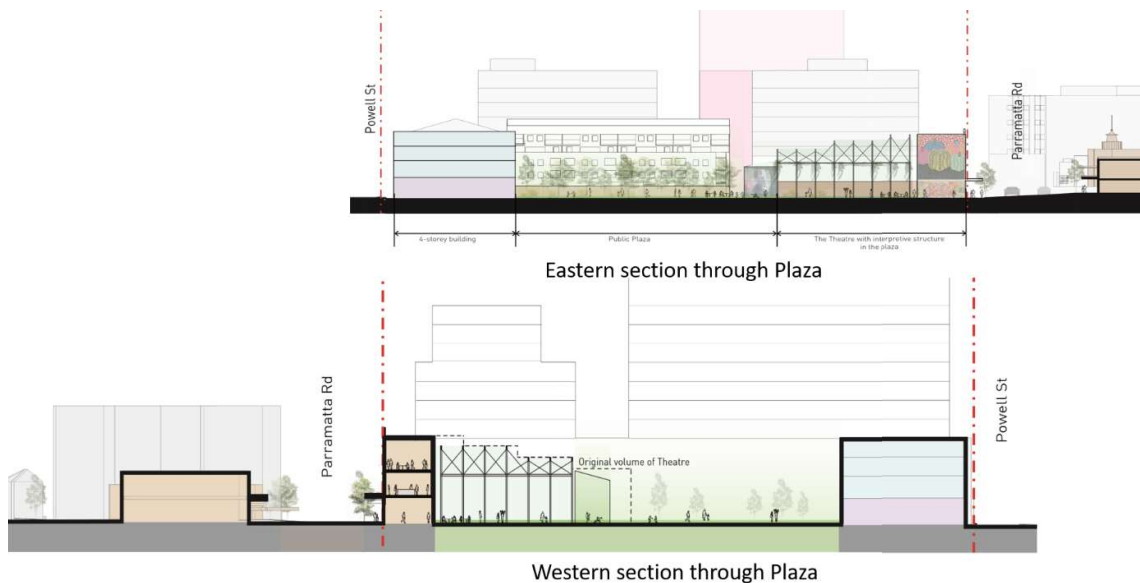 Powell St
Parramatta Rd
4-storey building
Public Plaza
The Theatre with interpretive structure
in the plaza
Eastern section through Plaza
Parramatta Rd
Original volume of Theatre
Powell St
Western section through Plaza